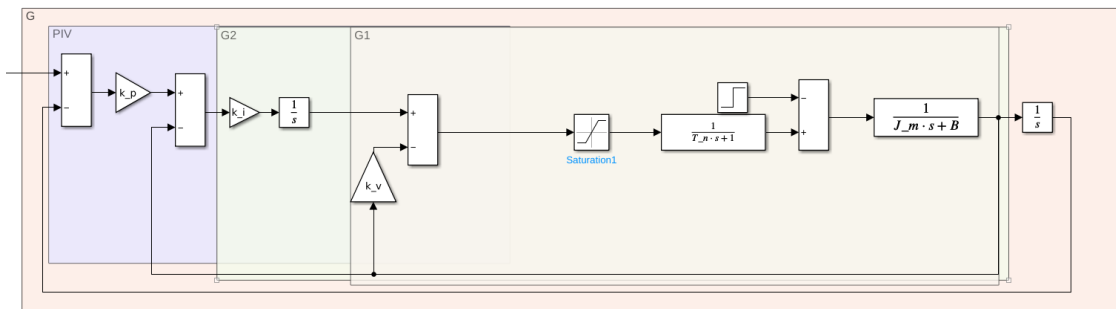 G
PIV
G2
G1
+
−
k_p
+
−
k_i
1
s
+
−
k_v
Saturation1
1
T_n · s + 1
−
+
1
J_m · s + B
1
s